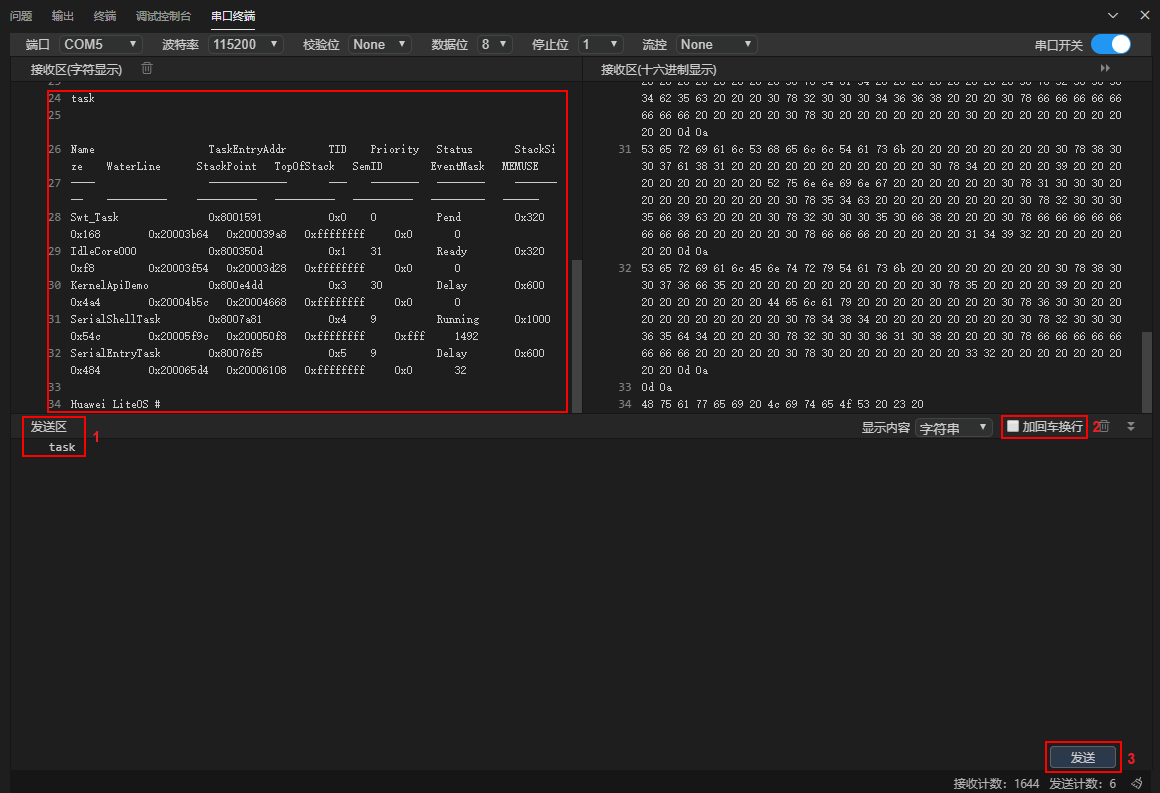 问题 输出 终端 调试控制台 串口终端
端口 COM5 波特率 115200 校验位 None 数据位 8 停止位 1 流控 None 串口开关
接收区(字符显示)
24 task
25
26 Name TaskEntryAddr TID Priority Status StackSi
ze WaterLine StackPoint TopOfStack SemID EventMask MEMUSE
27
28 Swt_Task 0x8001591 0x0 0 Pend 0x320
0x168 0x20003b64 0x200039a8 0xffffffff 0x0 0
29 IdleCore000 0x800350d 0x1 31 Ready 0x320
0xf8 0x20003f54 0x20003d28 0xffffffff 0x0 0
30 KernelApiDemo 0x800e4dd 0x3 30 Delay 0x600
0x4a4 0x20004b5c 0x20004668 0xffffffff 0x0 0
31 SerialShellTask 0x8007a81 0x4 9 Running 0x1000
0x54c 0x20005f9c 0x200050f8 0xffffffff 0xfff 1492
32 SerialEntryTask 0x80076f5 0x5 9 Delay 0x600
0x484 0x200065d4 0x20006108 0xffffffff 0x0 32
33
34 Huawei LiteOS #
接收区(十六进制显示)
34 62 35 63 20 20 20 30 78 32 30 30 30 34 36 36 38 20 20 20 30 78 66 66 66 66 66
66 66 66 20 20 20 20 20 30 78 30 20 20 20 20 20 20 20 20 30 20 20 20 20 20 20 20
20 20 0d 0a
31 53 65 72 69 61 6c 53 68 65 6c 6c 54 61 73 6b 20 20 20 20 20 20 20 20 30 78 38 30
30 37 61 38 31 20 20 20 20 20 20 20 20 20 20 20 20 30 78 34 20 20 20 20 39 20 20 20
20 20 20 20 20 20 20 52 75 6e 6e 69 6e 67 20 20 20 20 20 20 30 78 31 30 30 30 20
20 20 20 20 20 20 20 20 30 78 35 34 63 20 20 20 20 20 20 20 20 20 30 78 32 30 30 30
35 66 39 63 20 20 20 30 78 32 30 30 30 35 30 66 38 20 20 20 30 78 66 66 66 66 66
66 66 66 20 20 20 20 20 30 78 66 66 66 20 20 20 20 20 31 34 39 32 20 20 20 20 20
20 20 0d 0a
32 53 65 72 69 61 6c 45 6e 74 72 79 54 61 73 6b 20 20 20 20 20 20 20 20 30 78 38 30
30 37 36 66 35 20 20 20 20 20 20 20 20 20 20 20 20 30 78 35 20 20 20 20 39 20 20 20
20 20 20 20 20 20 20 44 65 6c 61 79 20 20 20 20 20 20 20 20 30 78 36 30 30 20 20
20 20 20 20 20 20 20 20 30 78 34 38 34 20 20 20 20 20 20 20 20 20 30 78 32 30 30 30
36 35 64 34 20 20 20 30 78 32 30 30 30 36 31 30 38 20 20 20 30 78 66 66 66 66 66
66 66 66 20 20 20 20 20 30 78 30 20 20 20 20 20 20 20 33 32 20 20 20 20 20 20 20
20 20 0d 0a
33 0d 0a
34 48 75 61 77 65 69 20 4c 69 74 65 4f 53 20 23 20
发送区 1 显示内容 字符串 加回车换行 2
task
发送 3
接收计数: 1644 发送计数: 6